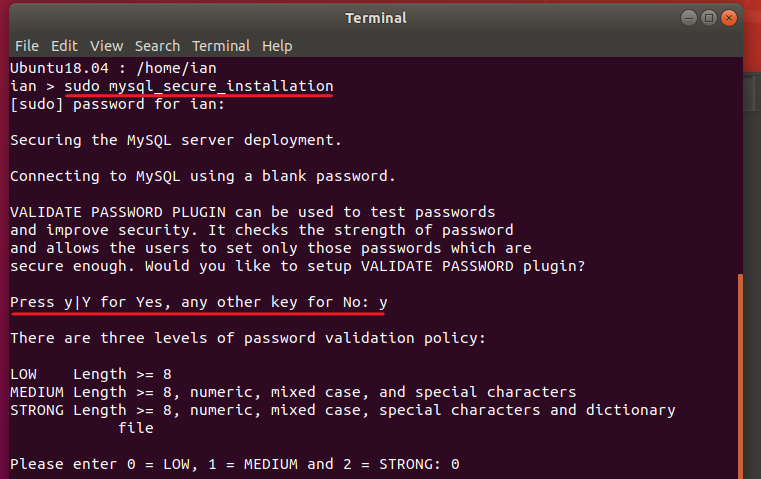 Terminal
File Edit View Search Terminal Help
Ubuntu18.04 : /home/ian
ian > sudo mysql_secure_installation
[sudo] password for ian:
Securing the MySQL server deployment.
Connecting to MySQL using a blank password.
VALIDATE PASSWORD PLUGIN can be used to test passwords
and improve security. It checks the strength of password
and allows the users to set only those passwords which are
secure enough. Would you like to setup VALIDATE PASSWORD plugin?
Press y|Y for Yes, any other key for No: y
There are three levels of password validation policy:
LOW    Length >= 8
MEDIUM Length >= 8, numeric, mixed case, and special characters
STRONG Length >= 8, numeric, mixed case, special characters and dictionary
            file
Please enter 0 = LOW, 1 = MEDIUM and 2 = STRONG: 0